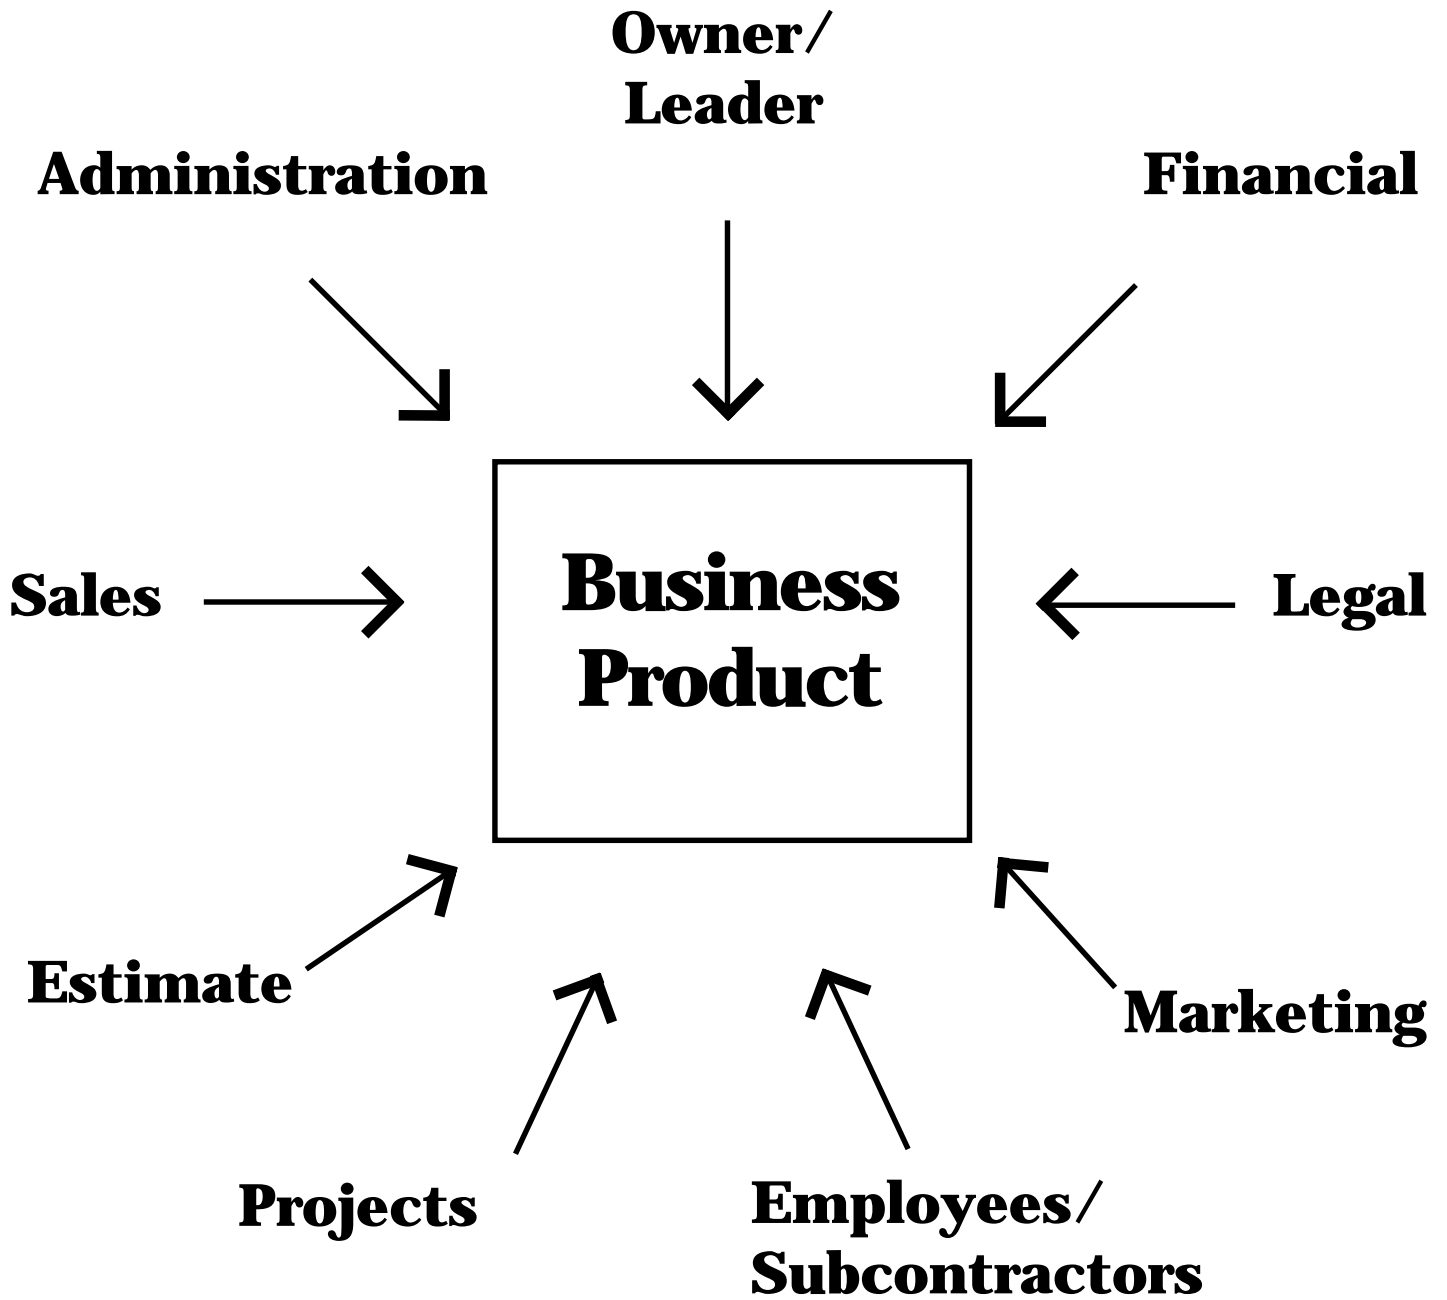 Owner/
Leader
Administration
Financial
Business
Product
Sales
Legal
Estimate
Marketing
Projects
Employees/
Subcontractors